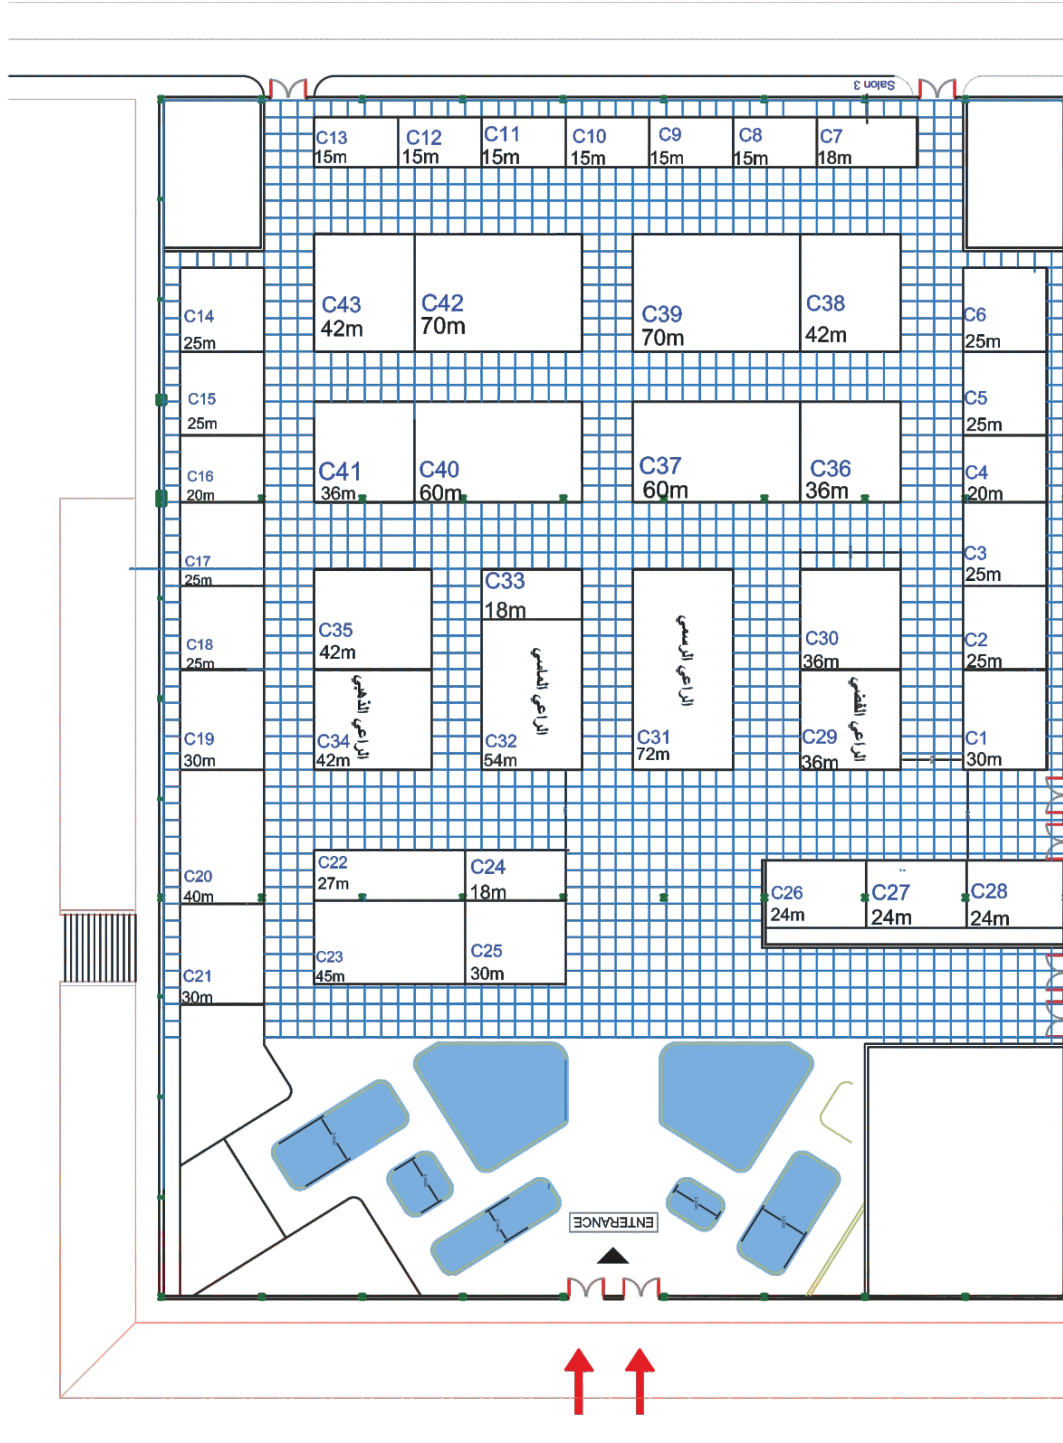 Salon 3
C13
15m
C12
15m
C11
15m
C10
15m
C9
15m
C8
15m
C7
18m
C43
42m
C42
70m
C39
70m
C38
42m
C14
25m
C6
25m
C15
25m
C5
25m
C41
36m
C40
60m
C37
60m
C36
36m
C16
20m
C4
20m
C17
25m
C3
25m
C33
18m
C35
42m
C30
36m
C18
25m
C2
25m
الراعي الذهبي
C34
42m
الراعي الماسي
C32
54m
الراعي الرسمي
C31
72m
الراعي الفضي
C29
36m
C19
30m
C1
30m
C22
27m
C24
18m
C20
40m
C26
24m
C27
24m
C28
24m
C23
45m
C25
30m
C21
30m
ENTERANCE